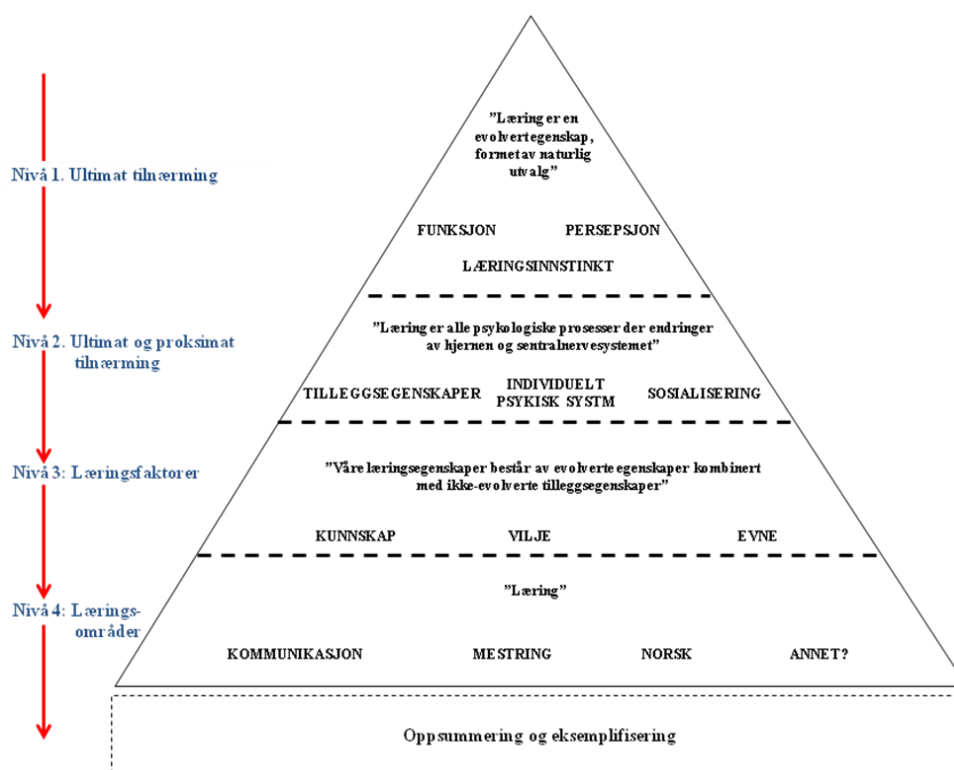 "Læring er en
evolvert egenskap,
formet av naturlig
utvalg"
Nivå 1. Ultimat tilnærming
FUNKSJON PERSEPSJON
LÆRINGSINNSTINKT
"Læring er alle psykologiske prosesser der endringer
av hjernen og sentralnervesystemet"
Nivå 2. Ultimat og proksimat
tilnærming
TILLEGGSEGENSKAPER INDIVIDUELT PSYKISK SYSTM SOSIALISERING
Nivå 3: Læringsfaktorer
"Våre læringsegenskaper består av evolverte egenskaper kombinert
med ikke-evolverte tilleggsegenskaper"
KUNNSKAP VILJE EVNE
"Læring"
Nivå 4: Lærings-
områder
KOMMUNIKASJON MESTRING NORSK ANNET?
Oppsummering og eksemplifisering